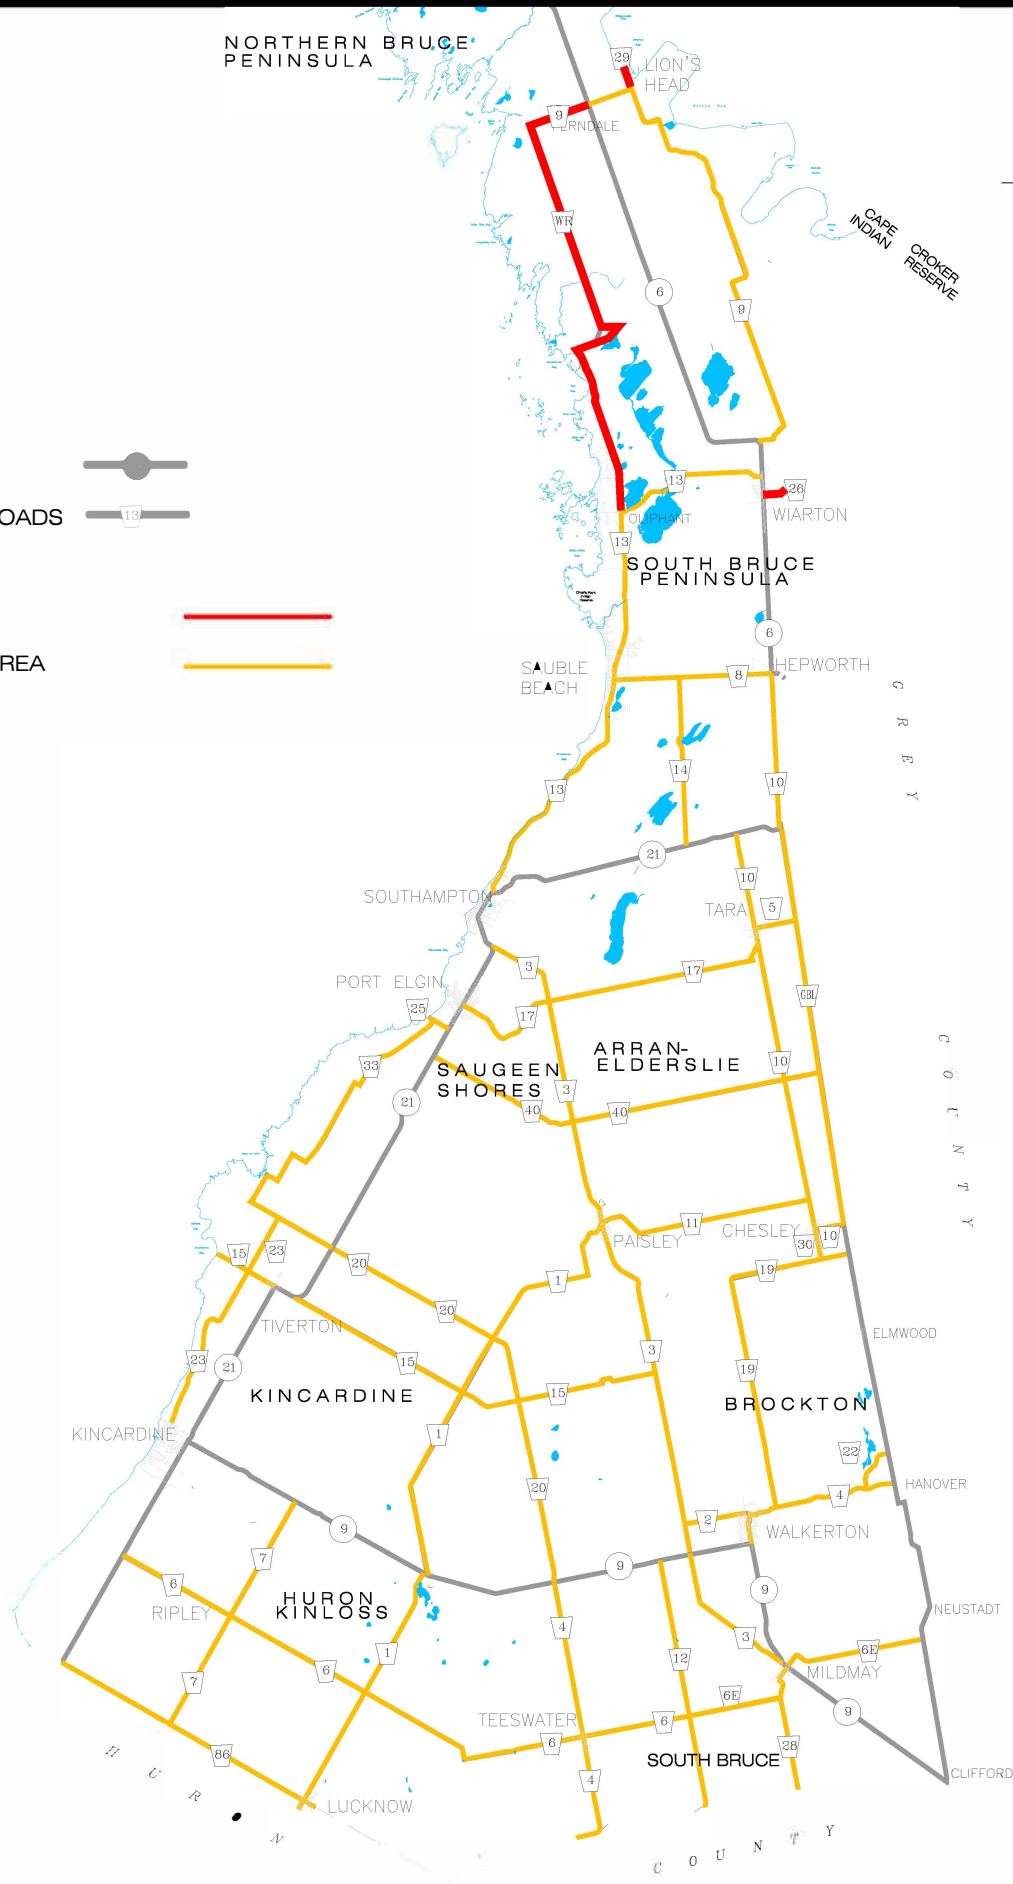 NORTHERN BRUCE
PENINSULA
29
LION'S
HEAD
9
FERNDALE
WR
CAPE CROKER
INDIAN RESERVE
6
9
13
26
OLIPHANT
WIARTON
13
OADS
13
SOUTH BRUCE
PENINSULA
6
REA
SAUBLE
BEACH
8
HEPWORTH
GREY
14
10
13
21
10
SOUTHAMPTON
TARA
5
3
17
PORT ELGIN
25
17
GBL
ARRAN-
ELDERSLIE
33
SAUGEEN
SHORES
10
21
3
40
40
COUNTY
11
PAISLEY
CHESLEY
30
10
15
23
20
1
19
20
TIVERTON
ELMWOOD
23
21
15
3
19
KINCARDINE
15
BROCKTON
KINCARDINE
1
22
20
4
HANOVER
9
2
WALKERTON
7
9
9
6
RIPLEY
HURON
KINLOSS
NEUSTADT
4
3
1
6E
7
6
12
MILDMAY
6E
9
TEESWATER
6
6
86
SOUTH BRUCE
28
4
CLIFFORD
LUCKNOW
HURON
COUNTY